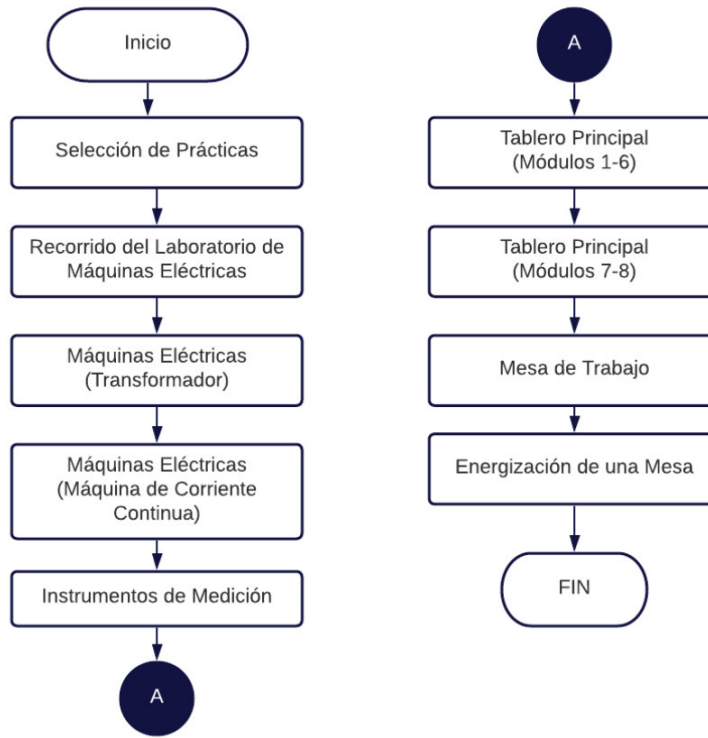 Inicio
Selección de Prácticas
Recorrido del Laboratorio de
Máquinas Eléctricas
Máquinas Eléctricas
(Transformador)
Máquinas Eléctricas
(Máquina de Corriente
Continua)
Instrumentos de Medición
A
A
Tablero Principal
(Módulos 1-6)
Tablero Principal
(Módulos 7-8)
Mesa de Trabajo
Energización de una Mesa
FIN